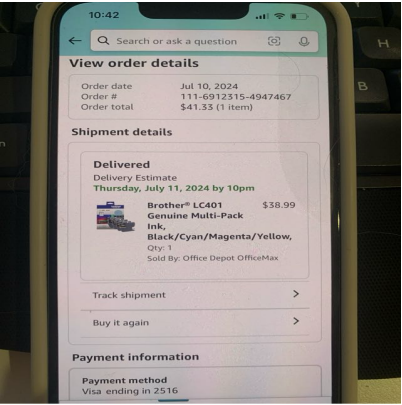 10:42
Search or ask a question
View order details
Order date Jul 10, 2024
Order # 111-6912315-4947467
Order total $41.33 (1 item)
Shipment details
Delivered
Delivery Estimate
Thursday, July 11, 2024 by 10pm
Brother® LC401 $38.99
Genuine Multi-Pack
Ink,
Black/Cyan/Magenta/Yellow,
Qty: 1
Sold By: Office Depot OfficeMax
Track shipment
Buy it again
Payment information
Payment method
Visa ending in 2516
H
B